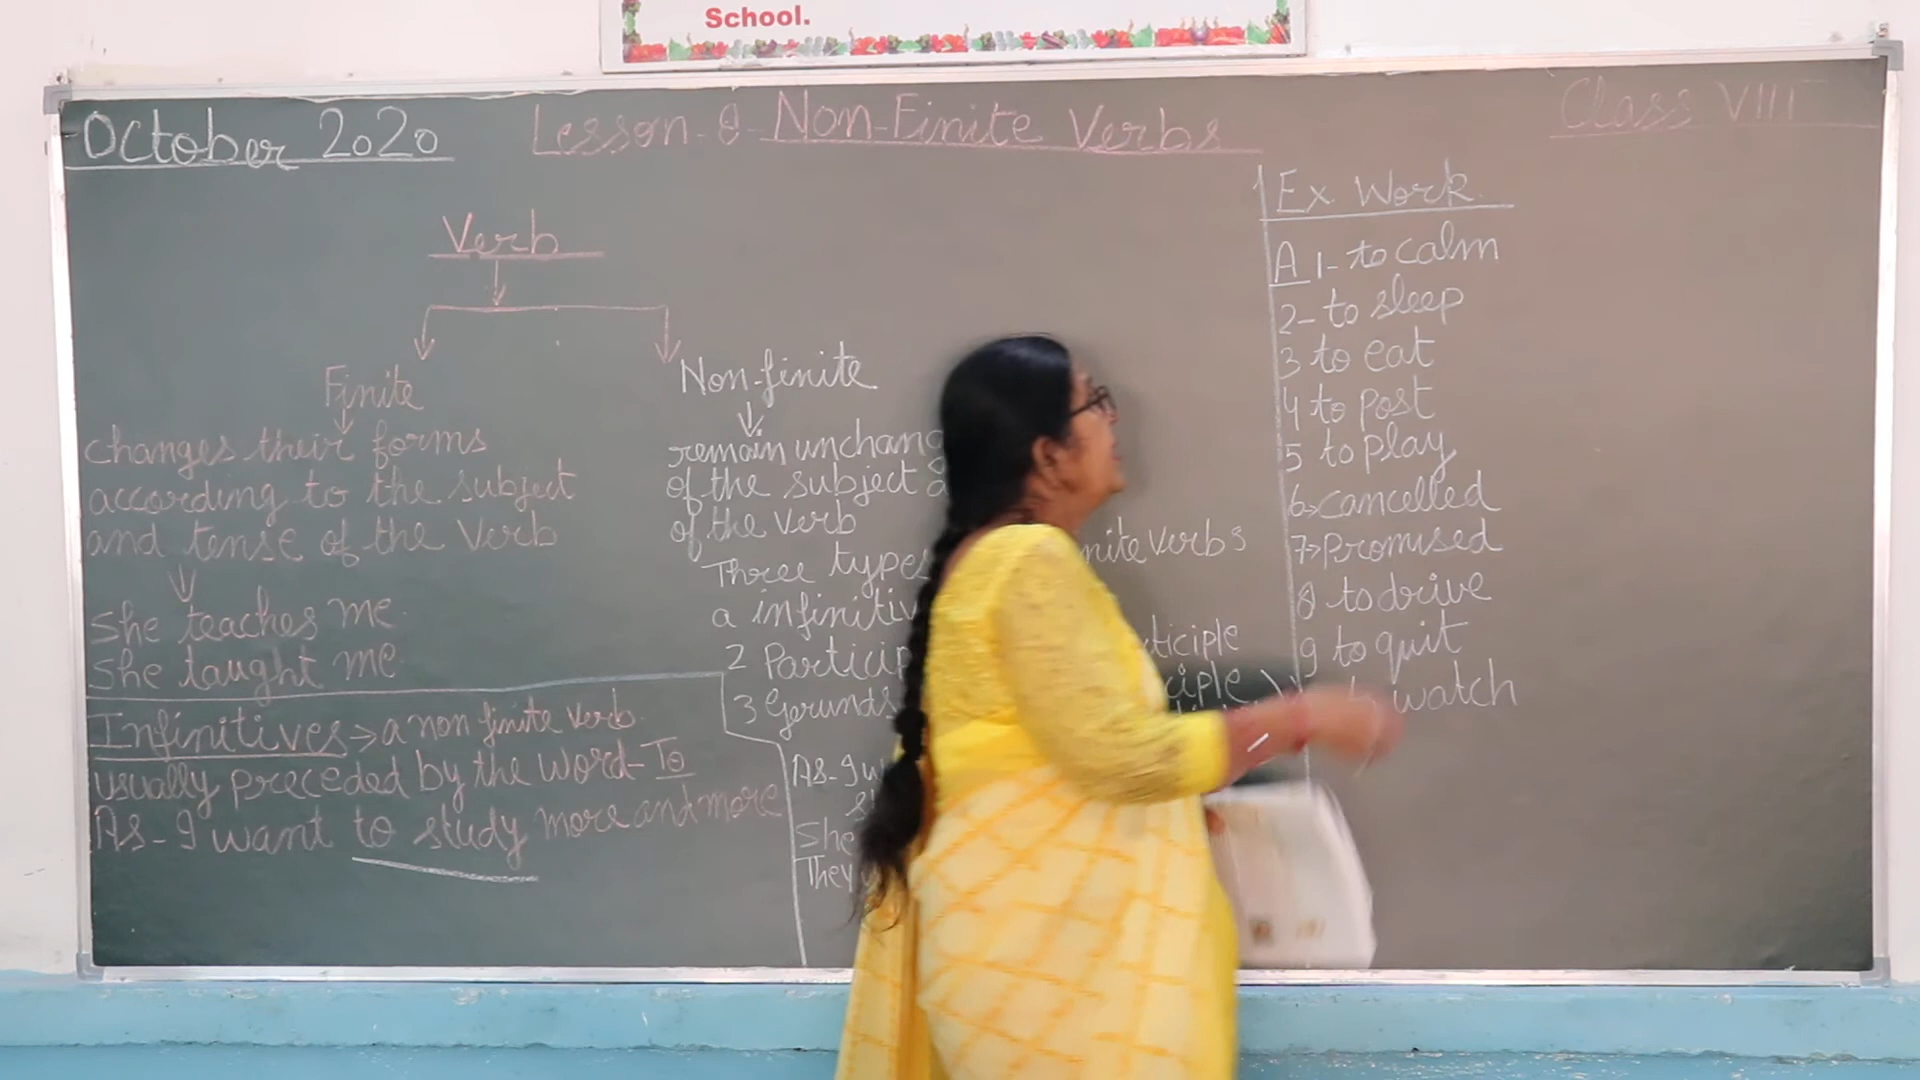 School.
October 2020
Lesson-8-Non-Finite Verbs
Class VIII
Verb
Finite
changes their forms
according to the subject
and tense of the verb
She teaches me.
She taught me.
Non-finite
remain unchang
of the subject
of the verb
Three types nite verbs
a infinitiv
2 Particip rticiple
3 Gerunds ciple
Infinitives → a non finite verb.
usually preceded by the word-To
As-I want to study more and more
As-I w
She
They
Ex. Work.
A 1- to calm
2- to sleep
3 to eat
4 to post
5 to play
6→ cancelled
7→ Promised
8 to drive
9 to quit
watch